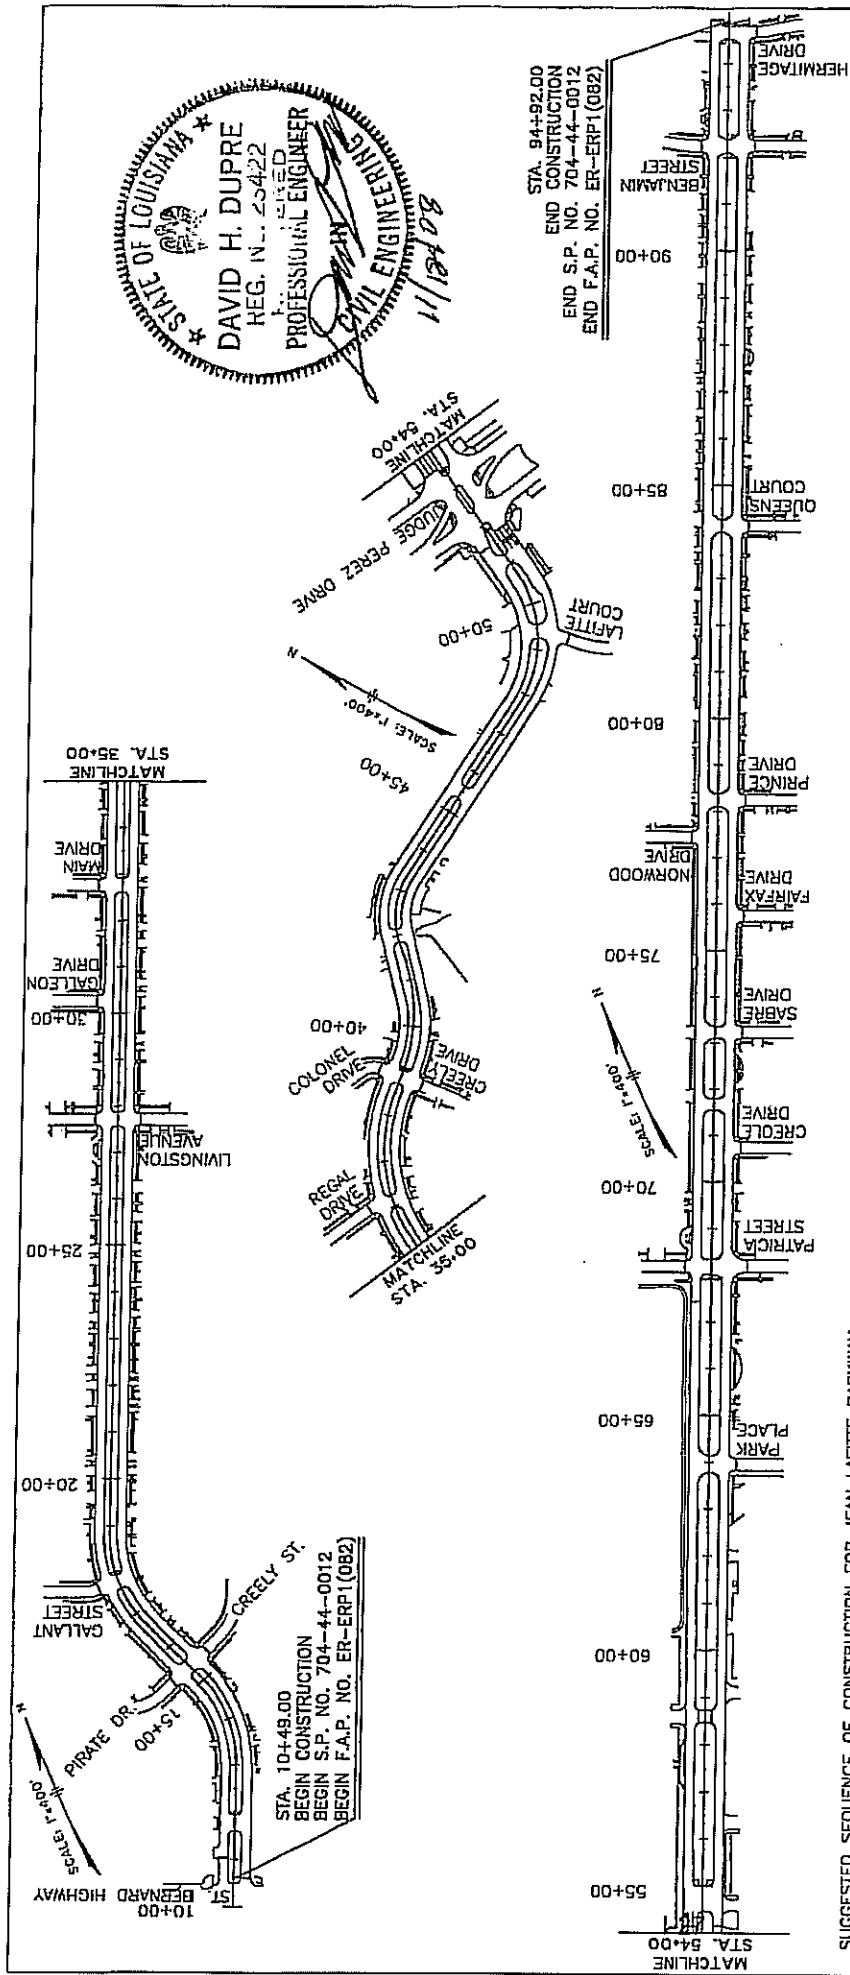 ST. BERNARD HIGHWAY
10+00
SCALE: 1"=400'
N
PIRATE DR.
15+00
CREELY ST.
GALLANT
STREET
STA. 10+49.00
BEGIN CONSTRUCTION
BEGIN S.P. NO. 704-44-0012
BEGIN F.A.P. NO. ER-ERP1(082)
20+00
25+00
LIVINGSTON
AVENUE
30+00
GALLEON
DRIVE
MAIN
DRIVE
MATCHLINE
STA. 35+00
MATCHLINE
STA. 35+00
REGAL
DRIVE
COLONEL
DRIVE
CREELY
DRIVE
40+00
45+00
SCALE: 1"=400'
N
50+00
LAFITTE
COURT
JUDGE PEREZ DRIVE
MATCHLINE
STA. 54+00
STATE OF LOUISIANA
DAVID H. DUPRE
REG. 25422
PROFESSIONAL ENGINEER
IN
CIVIL ENGINEERING
MATCHLINE
STA. 54+00
55+00
60+00
65+00
PARK
PLACE
PATRICIA
STREET
70+00
CREOLE
DRIVE
SCALE: 1"=400'
N
SABRE
DRIVE
75+00
FAIRFAX
DRIVE
NORWOOD
DRIVE
PRINCE
DRIVE
80+00
QUEENS
COURT
85+00
90+00
BENJAMIN
STREET
HERMITAGE
DRIVE
STA. 94+92.00
END CONSTRUCTION
END S.P. NO. 704-44-0012
END F.A.P. NO. ER-ERP1(082)
SUGGESTED SEQUENCE OF CONSTRUCTION FOR JEAN LAFITTE PARKWAY